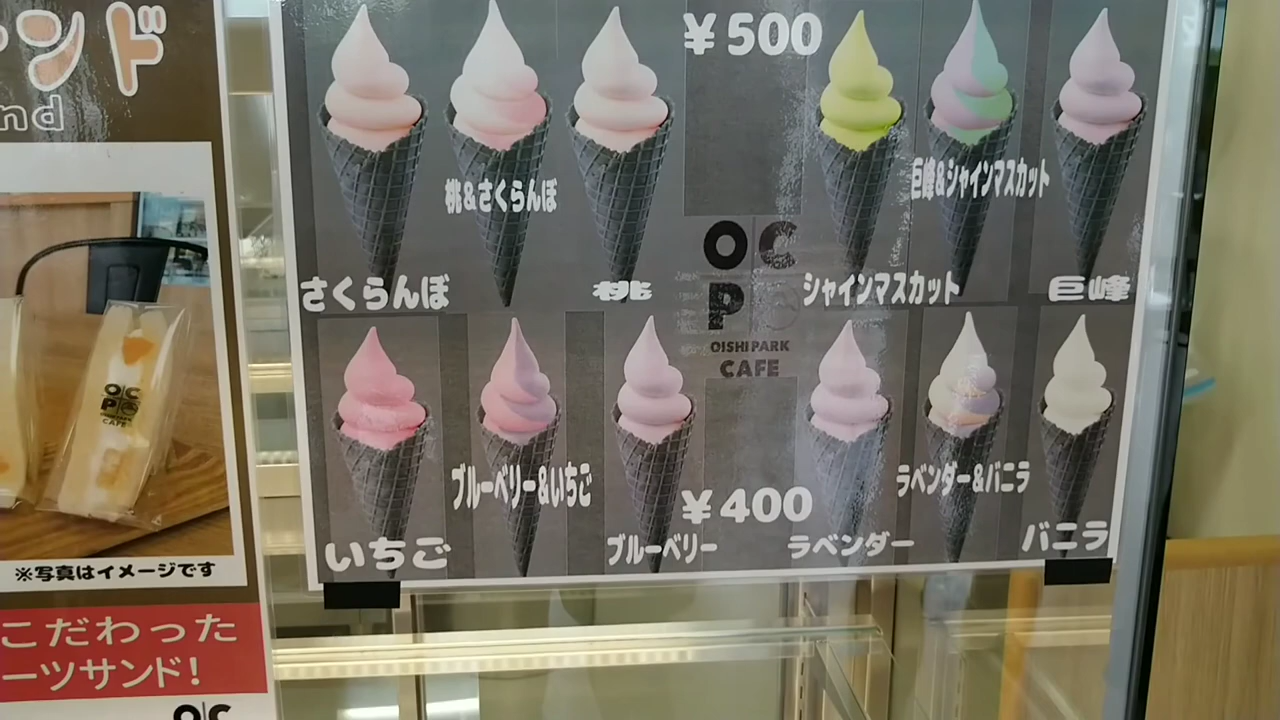 ンド
nd
¥500
桃&さくらんぼ
巨峰&シャインマスカット
さくらんぼ
桃
シャインマスカット
巨峰
OC
P
OISHI PARK
CAFE
ブルーベリー&いちご
ラベンダー&バニラ
¥400
いちご
ブルーベリー
ラベンダー
バニラ
OC
P
CAFE
※写真はイメージです
こだわった
ーツサンド!
OC